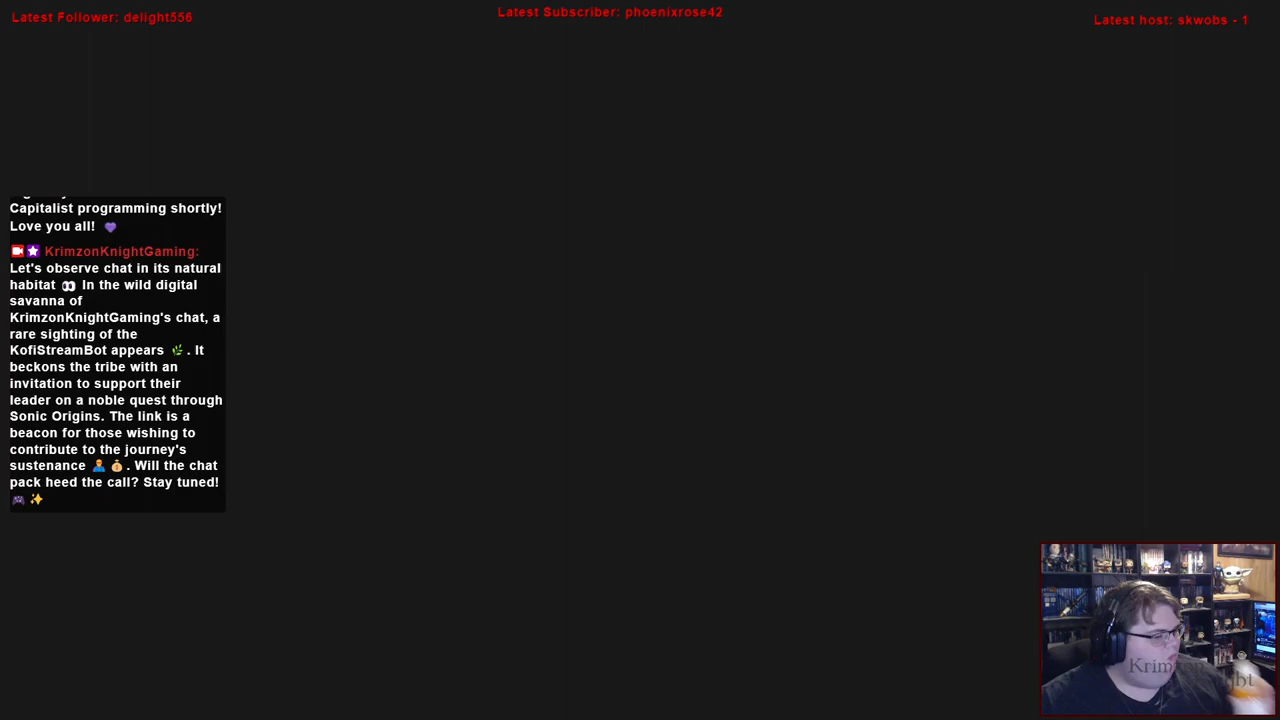 Latest Follower: delight556
Latest Subscriber: phoenixrose42
Latest host: skwobs - 1
Capitalist programming shortly!
Love you all! 💜
KrimzonKnightGaming:
Let's observe chat in its natural
habitat 👀 In the wild digital
savanna of
KrimzonKnightGaming's chat, a
rare sighting of the
KofiStreamBot appears 🌿. It
beckons the tribe with an
invitation to support their
leader on a noble quest through
Sonic Origins. The link is a
beacon for those wishing to
contribute to the journey's
sustenance 🙎‍♂️💰. Will the chat
pack heed the call? Stay tuned!
🎮✨